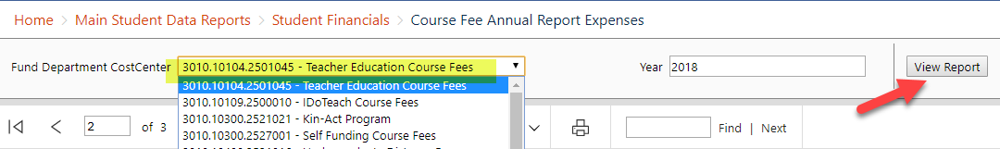 Home > Main Student Data Reports > Student Financials > Course Fee Annual Report Expenses
Fund Department CostCenter 3010.10104.2501045 - Teacher Education Course Fees Year 2018 View Report
3010.10104.2501045 - Teacher Education Course Fees
3010.10109.2500010 - IDoTeach Course Fees
3010.10300.2521021 - Kin-Act Program
2 of 3 Find | Next
3010.10300.2527001 - Self Funding Course Fees